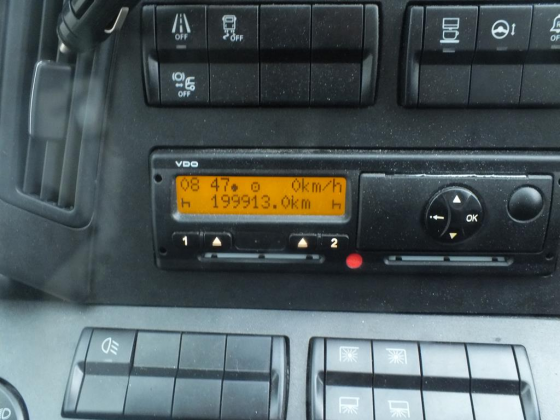 OFF
OFF
OFF
VDO
08 47 0km/h
199913.0km
1
2
OK